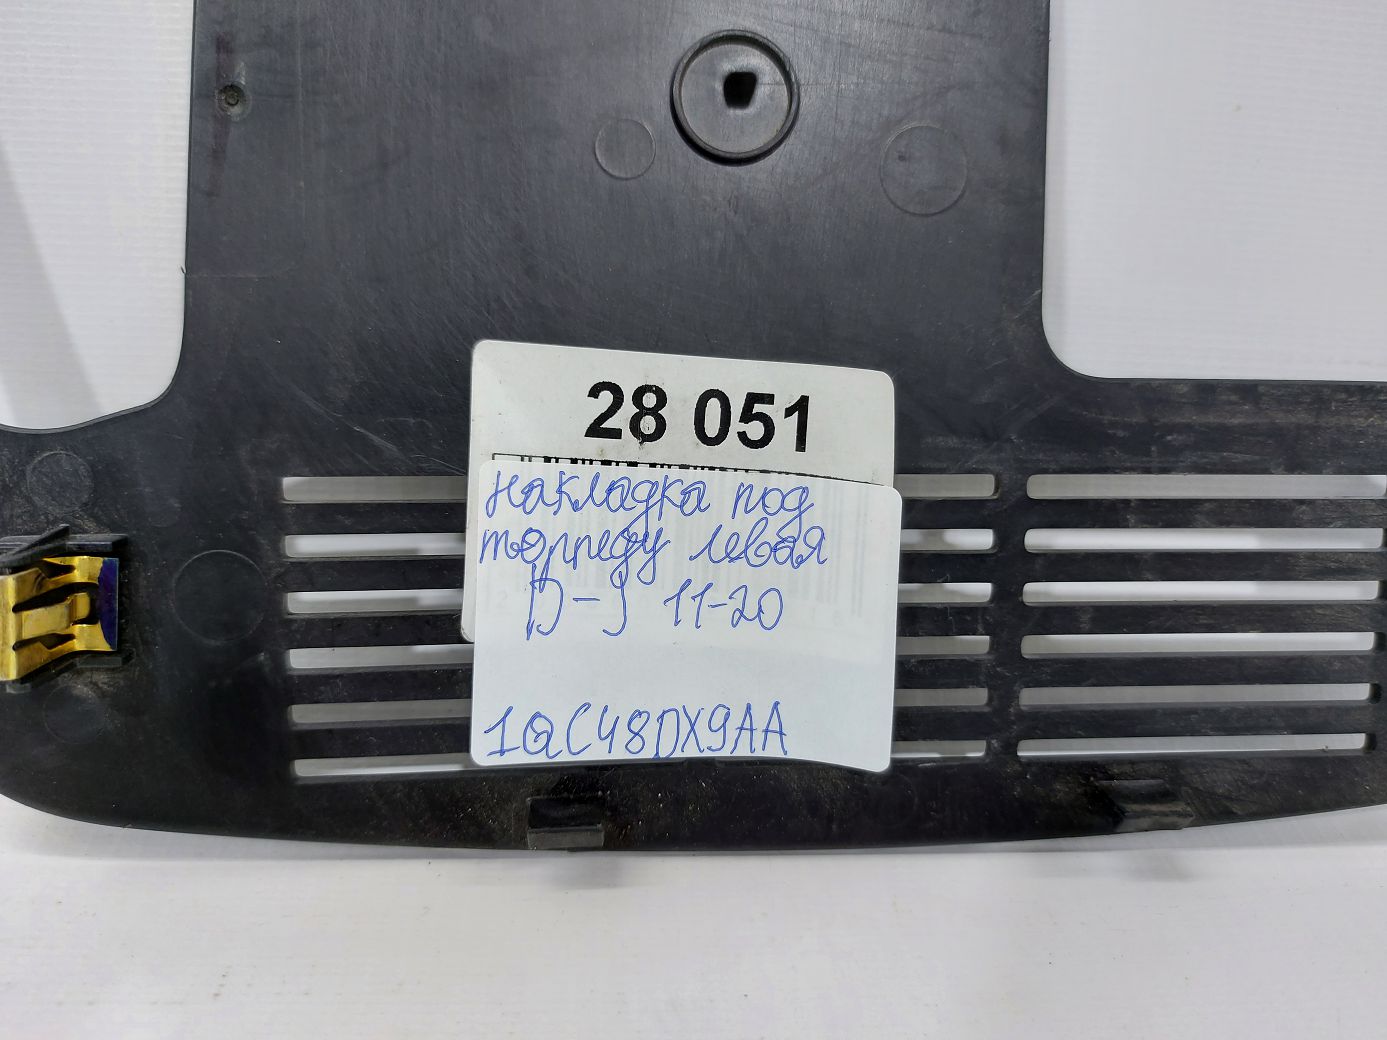 28 051
накладка под
торпеду левая
D-J 11-20
1QC48DX9AA